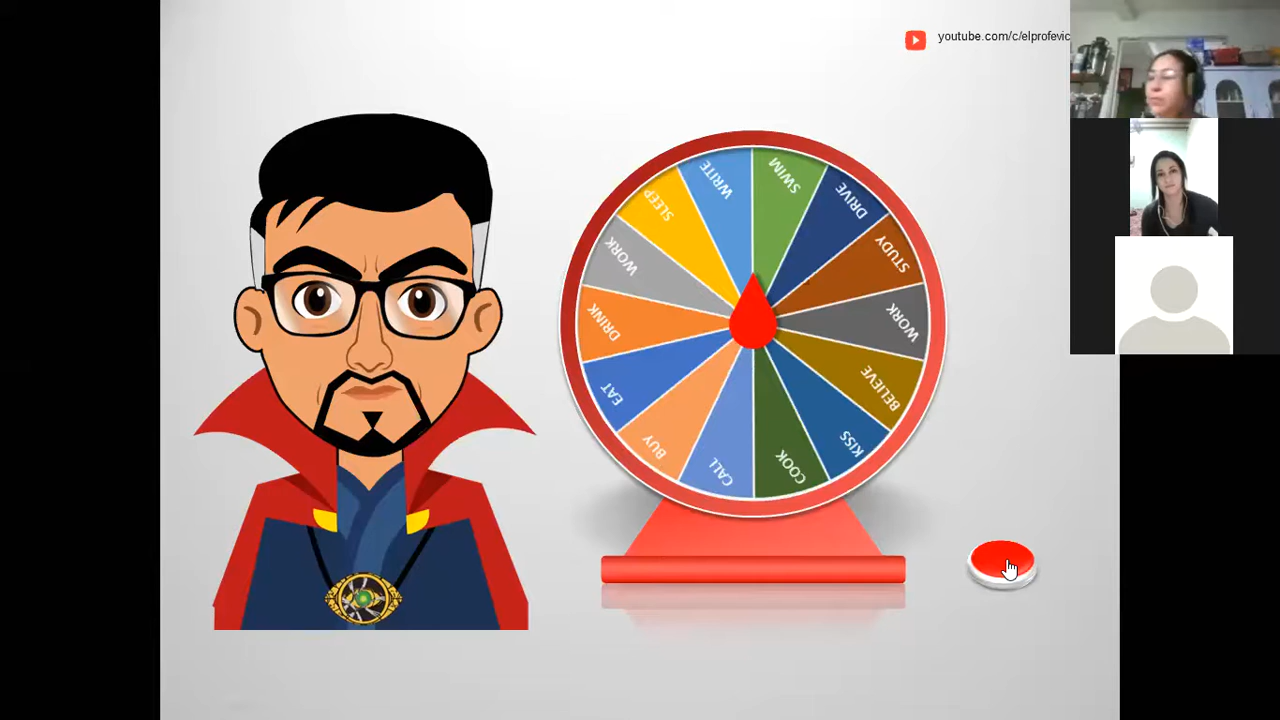 youtube.com/c/elprofevic
SWIM
DRIVE
STUDY
WORK
BELIEVE
KISS
COOK
CALL
BUY
EAT
DRINK
WORK
SLEEP
WRITE